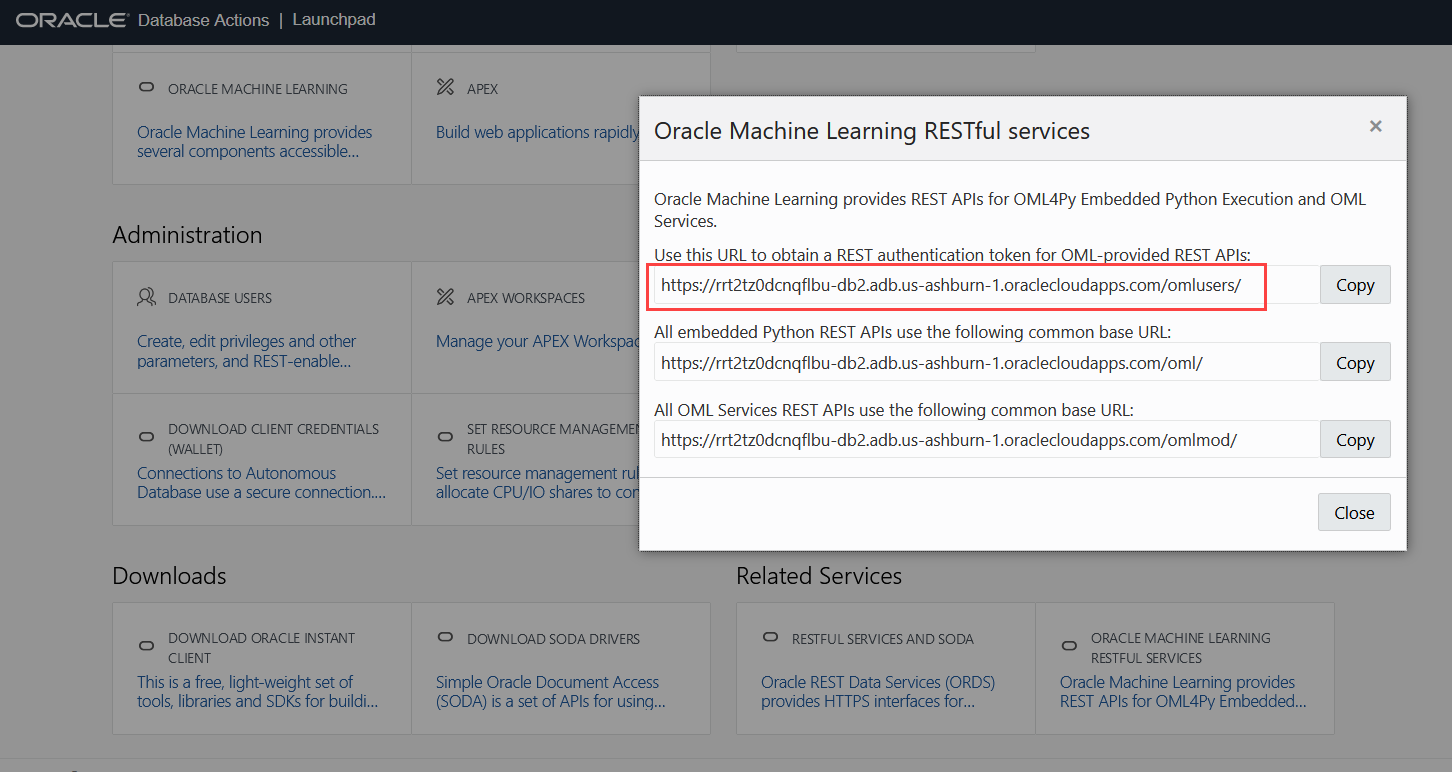 ORACLE Database Actions | Launchpad
ORACLE MACHINE LEARNING
Oracle Machine Learning provides
several components accessible...
APEX
Build web applications rapidly
Administration
DATABASE USERS
Create, edit privileges and other
parameters, and REST-enable...
APEX WORKSPACES
Manage your APEX Workspac
DOWNLOAD CLIENT CREDENTIALS
(WALLET)
Connections to Autonomous
Database use a secure connection....
SET RESOURCE MANAGEMEN
RULES
Set resource management rul
allocate CPU/IO shares to con
Oracle Machine Learning RESTful services
×
Oracle Machine Learning provides REST APIs for OML4Py Embedded Python Execution and OML
Services.
Use this URL to obtain a REST authentication token for OML-provided REST APIs:
https://rrt2tz0dcnqflbu-db2.adb.us-ashburn-1.oraclecloudapps.com/omlusers/
Copy
All embedded Python REST APIs use the following common base URL:
https://rrt2tz0dcnqflbu-db2.adb.us-ashburn-1.oraclecloudapps.com/oml/
Copy
All OML Services REST APIs use the following common base URL:
https://rrt2tz0dcnqflbu-db2.adb.us-ashburn-1.oraclecloudapps.com/omlmod/
Copy
Close
Downloads
DOWNLOAD ORACLE INSTANT
CLIENT
This is a free, light-weight set of
tools, libraries and SDKs for buildi...
DOWNLOAD SODA DRIVERS
Simple Oracle Document Access
(SODA) is a set of APIs for using...
Related Services
RESTFUL SERVICES AND SODA
Oracle REST Data Services (ORDS)
provides HTTPS interfaces for...
ORACLE MACHINE LEARNING
RESTFUL SERVICES
Oracle Machine Learning provides
REST APIs for OML4Py Embedded...